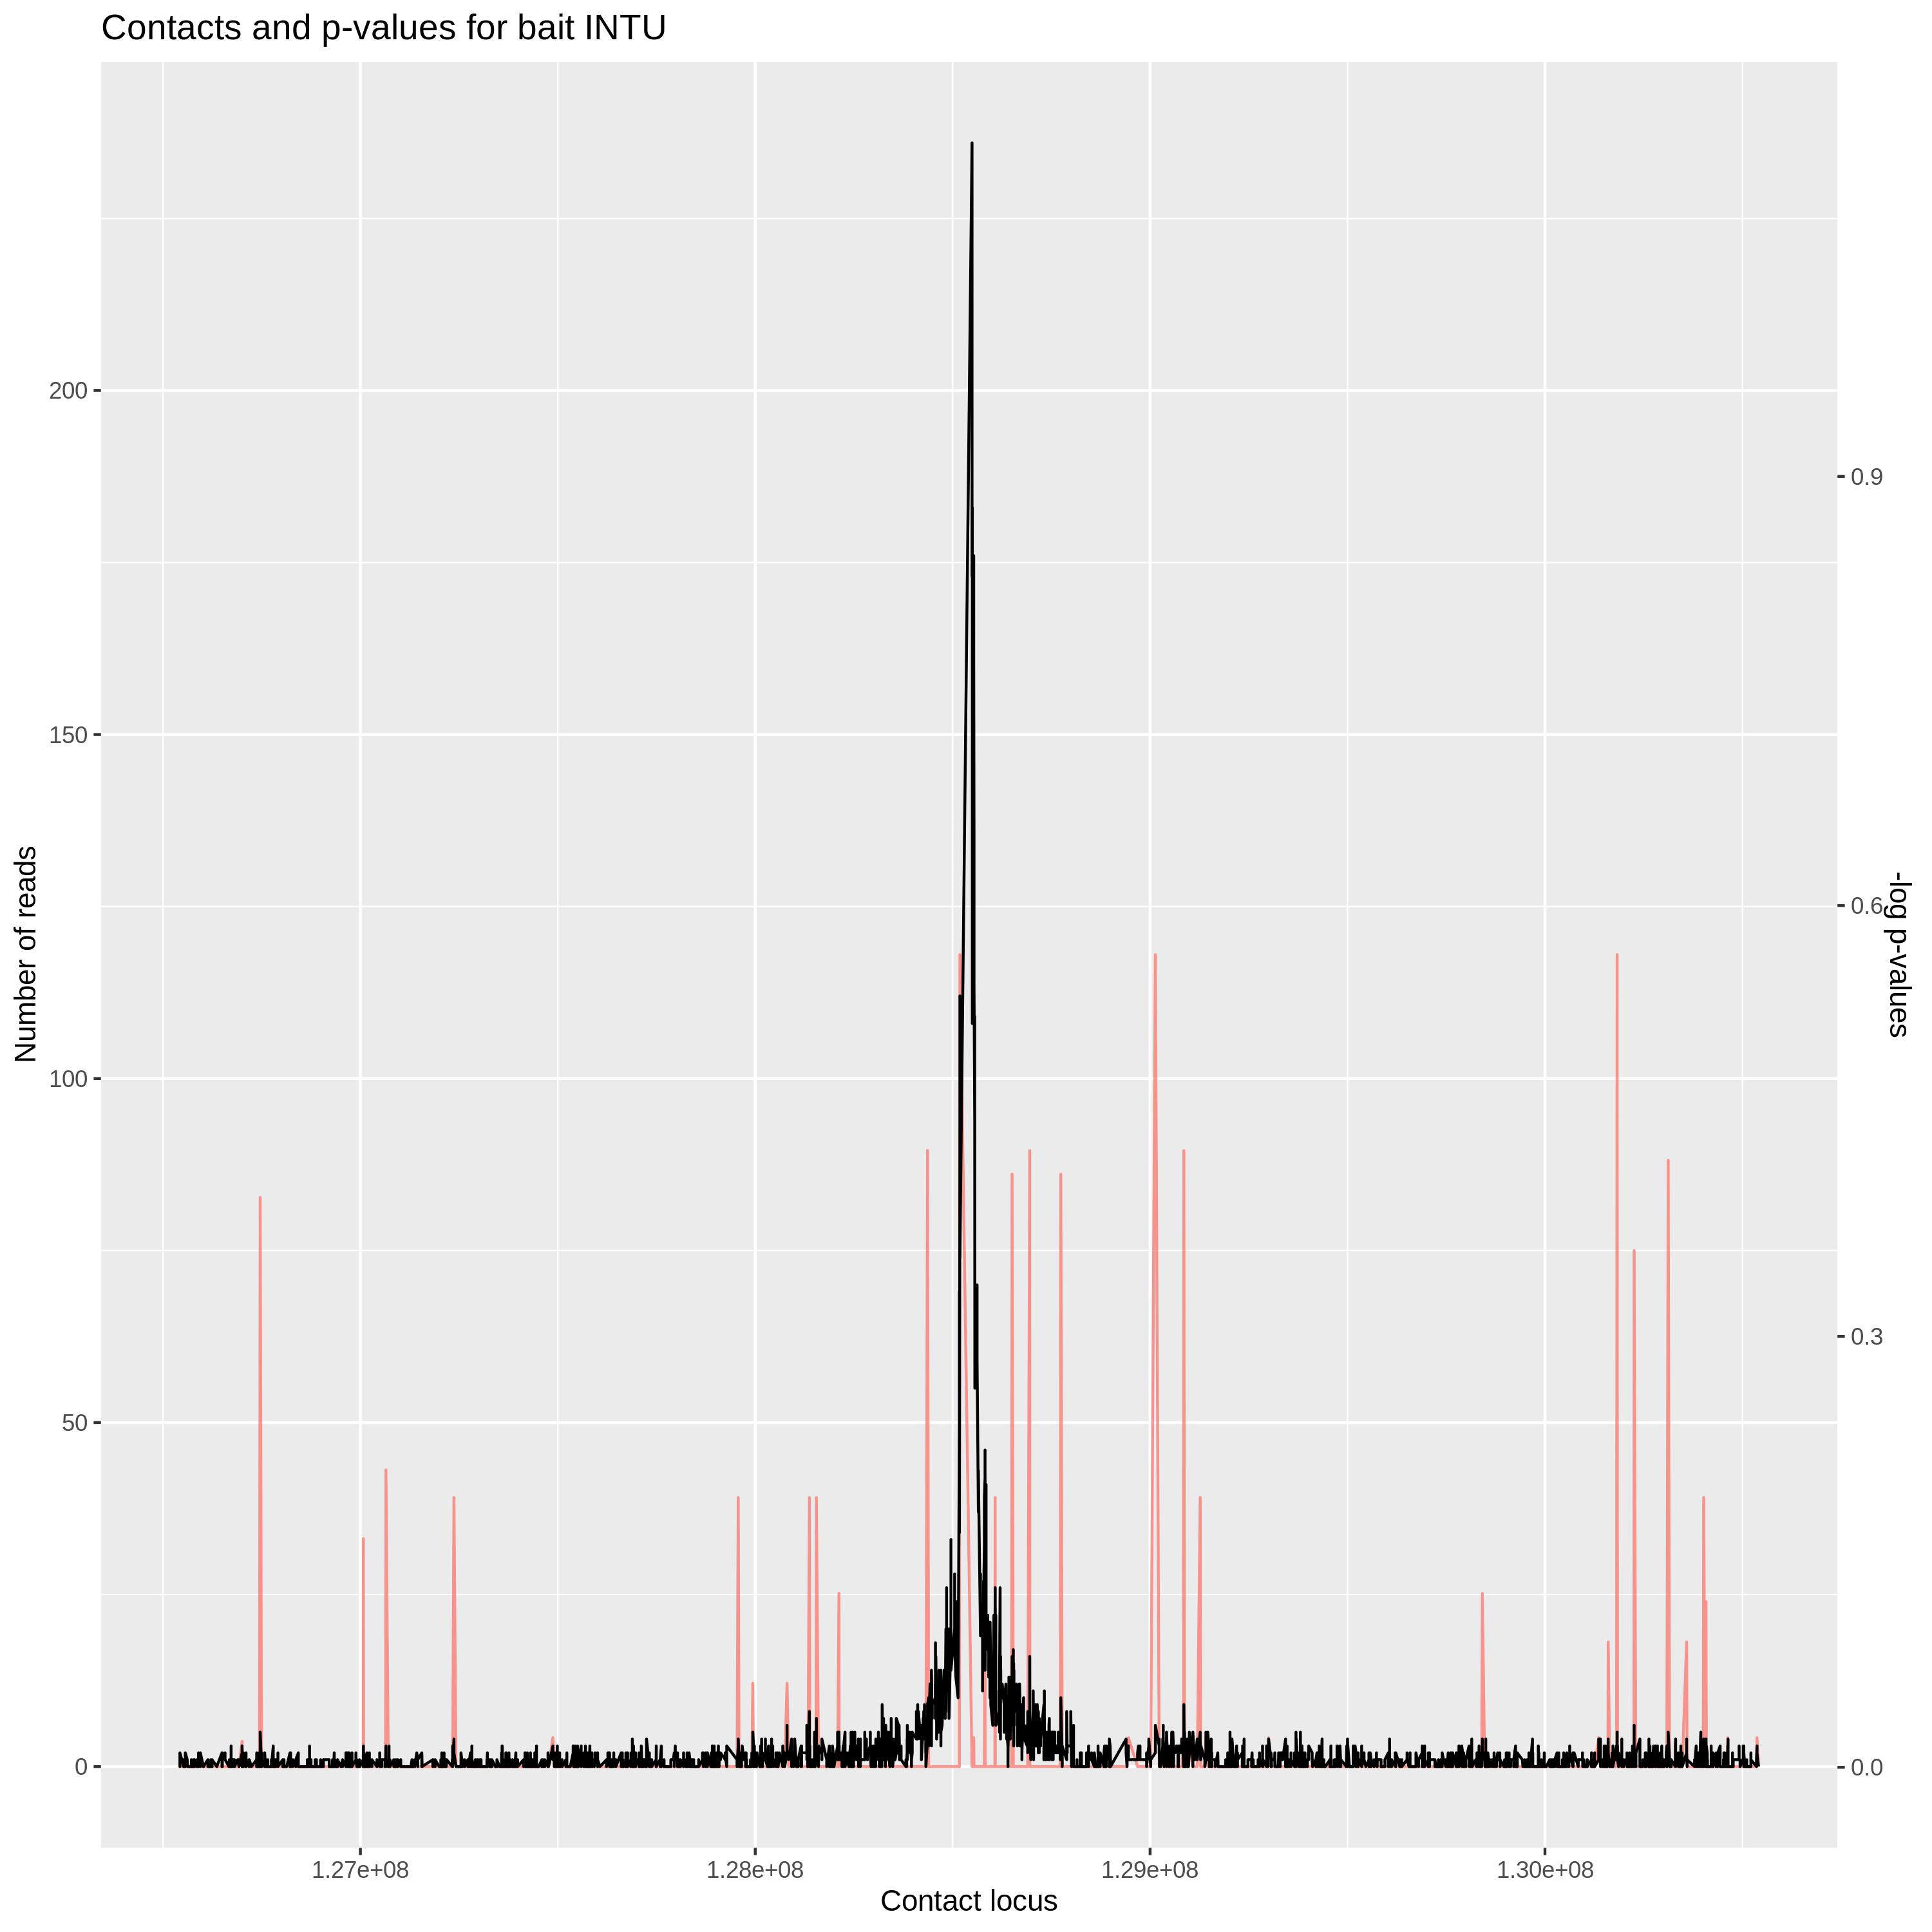 Contacts and p-values for bait INTU
200
150
100
50
0
Number of reads
0.9
0.6
0.3
0.0
-log p-values
1.27e+08
1.28e+08
1.29e+08
1.30e+08
Contact locus